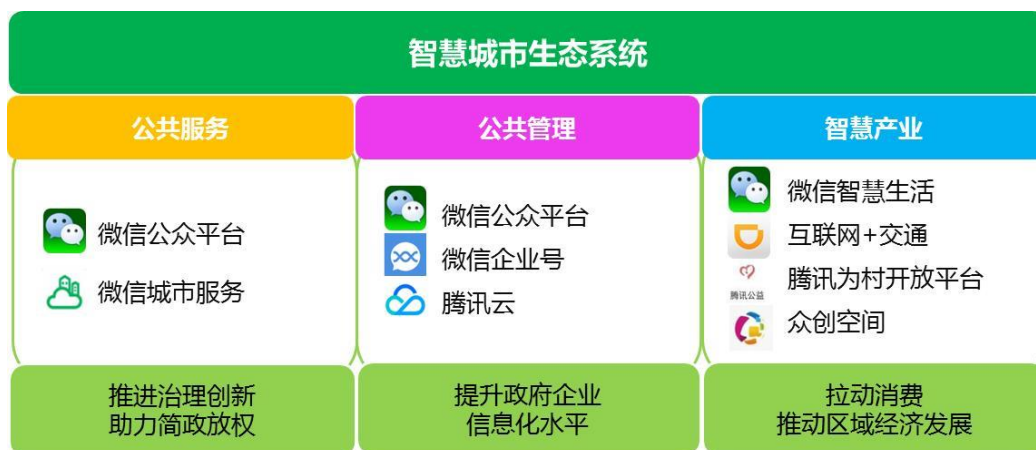 智慧城市生态系统
公共服务
公共管理
智慧产业
微信公众平台
微信城市服务
微信公众平台
微信企业号
腾讯云
微信智慧生活
互联网+交通
腾讯为村开放平台
腾讯公益
众创空间
推进治理创新
助力简政放权
提升政府企业
信息化水平
拉动消费
推动区域经济发展